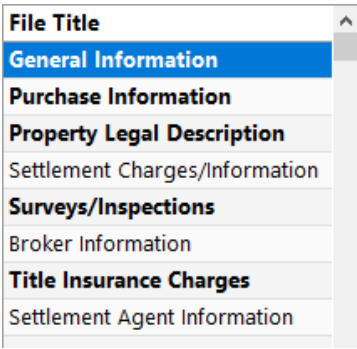 File Title
General Information
Purchase Information
Property Legal Description
Settlement Charges/Information
Surveys/Inspections
Broker Information
Title Insurance Charges
Settlement Agent Information